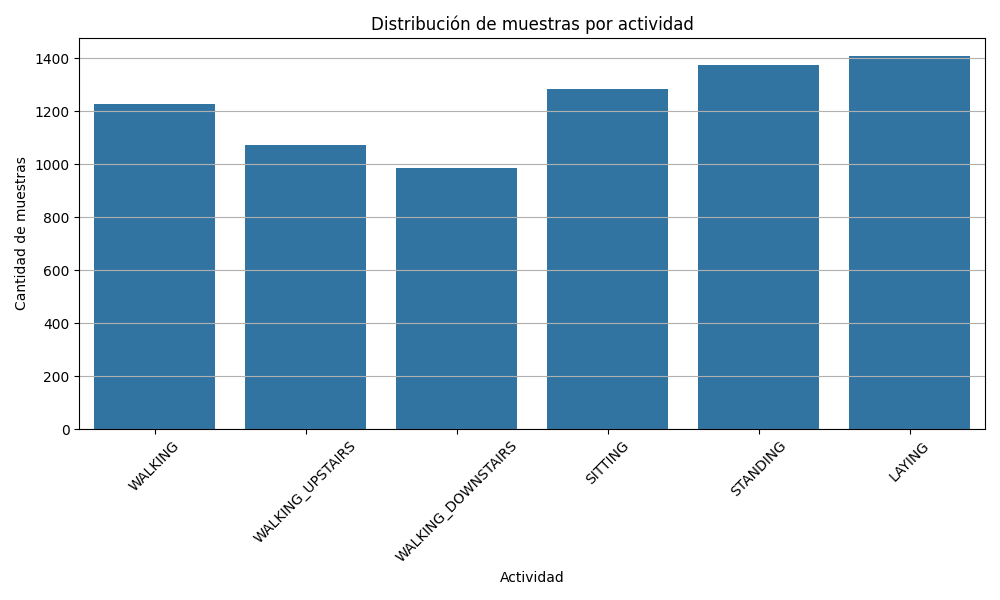 Distribución de muestras por actividad
Cantidad de muestras
1400
1200
1000
800
600
400
200
0
WALKING
WALKING_UPSTAIRS
WALKING_DOWNSTAIRS
SITTING
STANDING
LAYING
Actividad